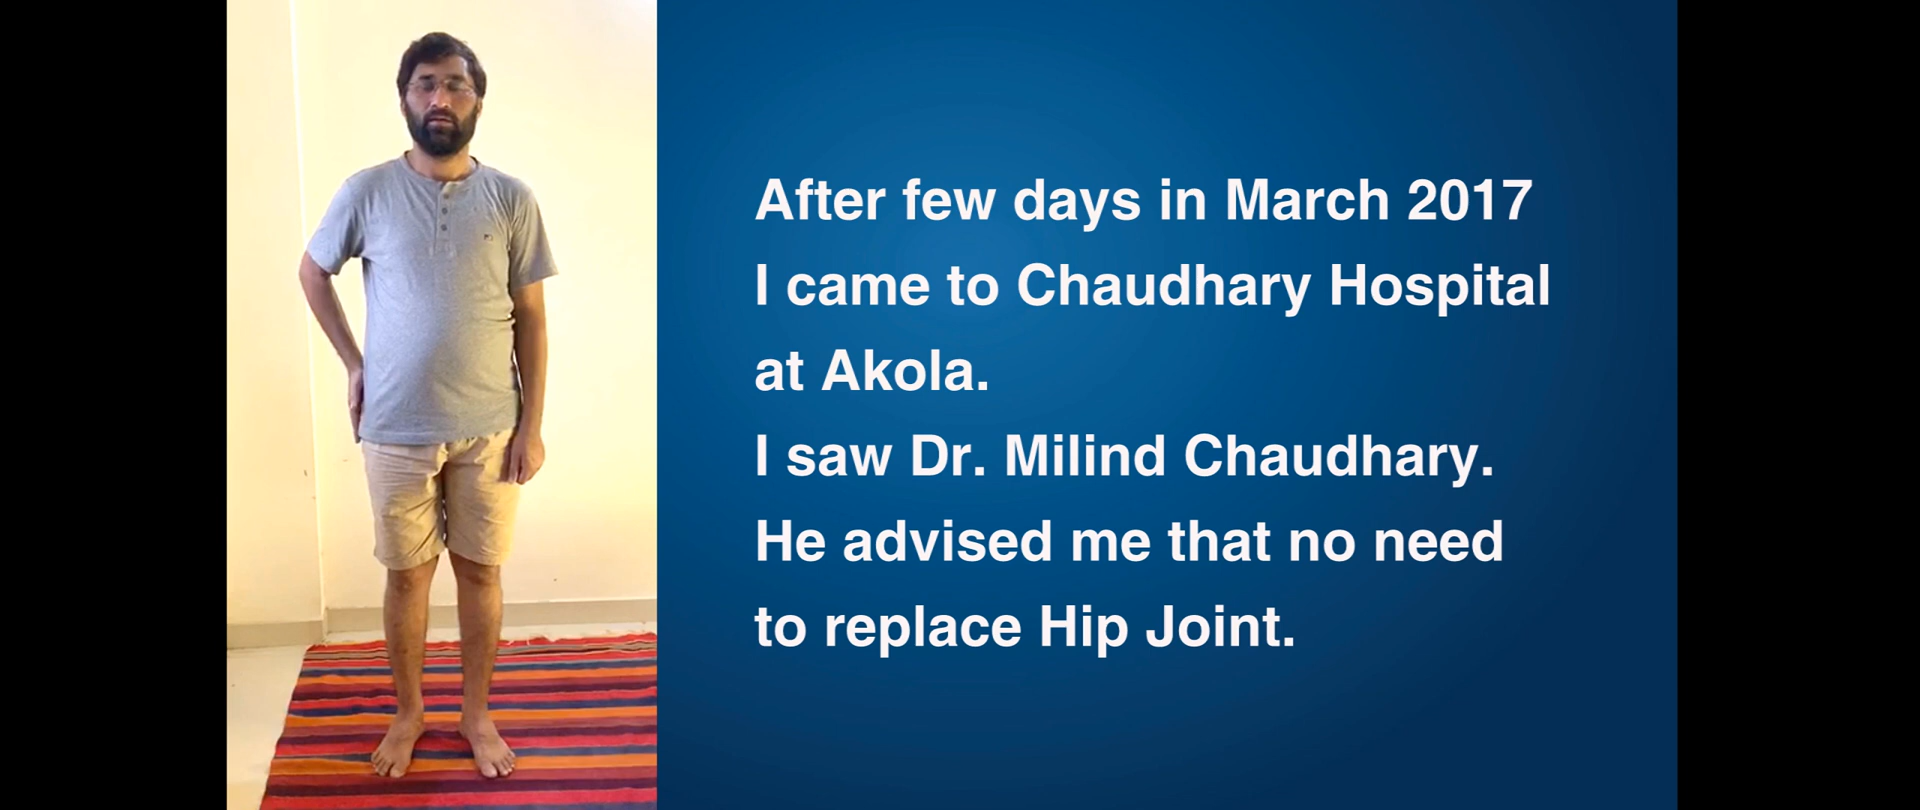 After few days in March 2017
I came to Chaudhary Hospital
at Akola.
I saw Dr. Milind Chaudhary.
He advised me that no need
to replace Hip Joint.